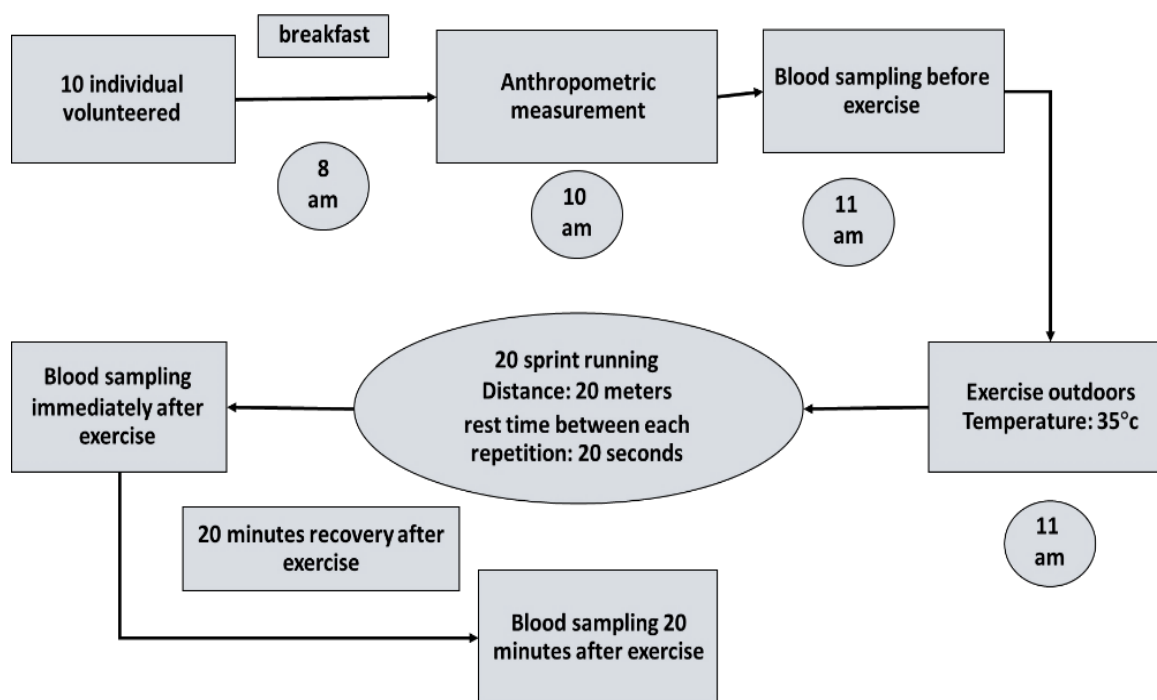 breakfast
10 individual
volunteered
8
am
Anthropometric
measurement
10
am
Blood sampling before
exercise
11
am
Exercise outdoors
Temperature: 35°c
11
am
20 sprint running
Distance: 20 meters
rest time between each
repetition: 20 seconds
Blood sampling
immediately after
exercise
20 minutes recovery after
exercise
Blood sampling 20
minutes after exercise